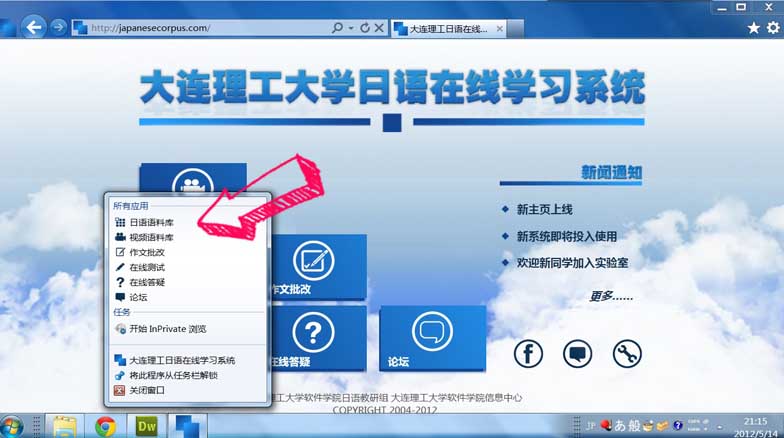 http://japanesecorpus.com/
大连理工日语在线...
大连理工大学日语在线学习系统
新闻通知
新主页上线
新系统即将投入使用
欢迎新同学加入实验室
更多......
所有应用
日语语料库
视频语料库
作文批改
在线测试
在线答疑
论坛
任务
开始 InPrivate 浏览
大连理工日语在线学习系统
将此程序从任务栏解锁
关闭窗口
作文批改
在线答疑
论坛
理工大学软件学院日语教研组 大连理工大学软件学院信息中心
COPYRIGHT 2004-2012
Dw
JP
あ 般
CAPS
KANA
21:15
2012/5/14